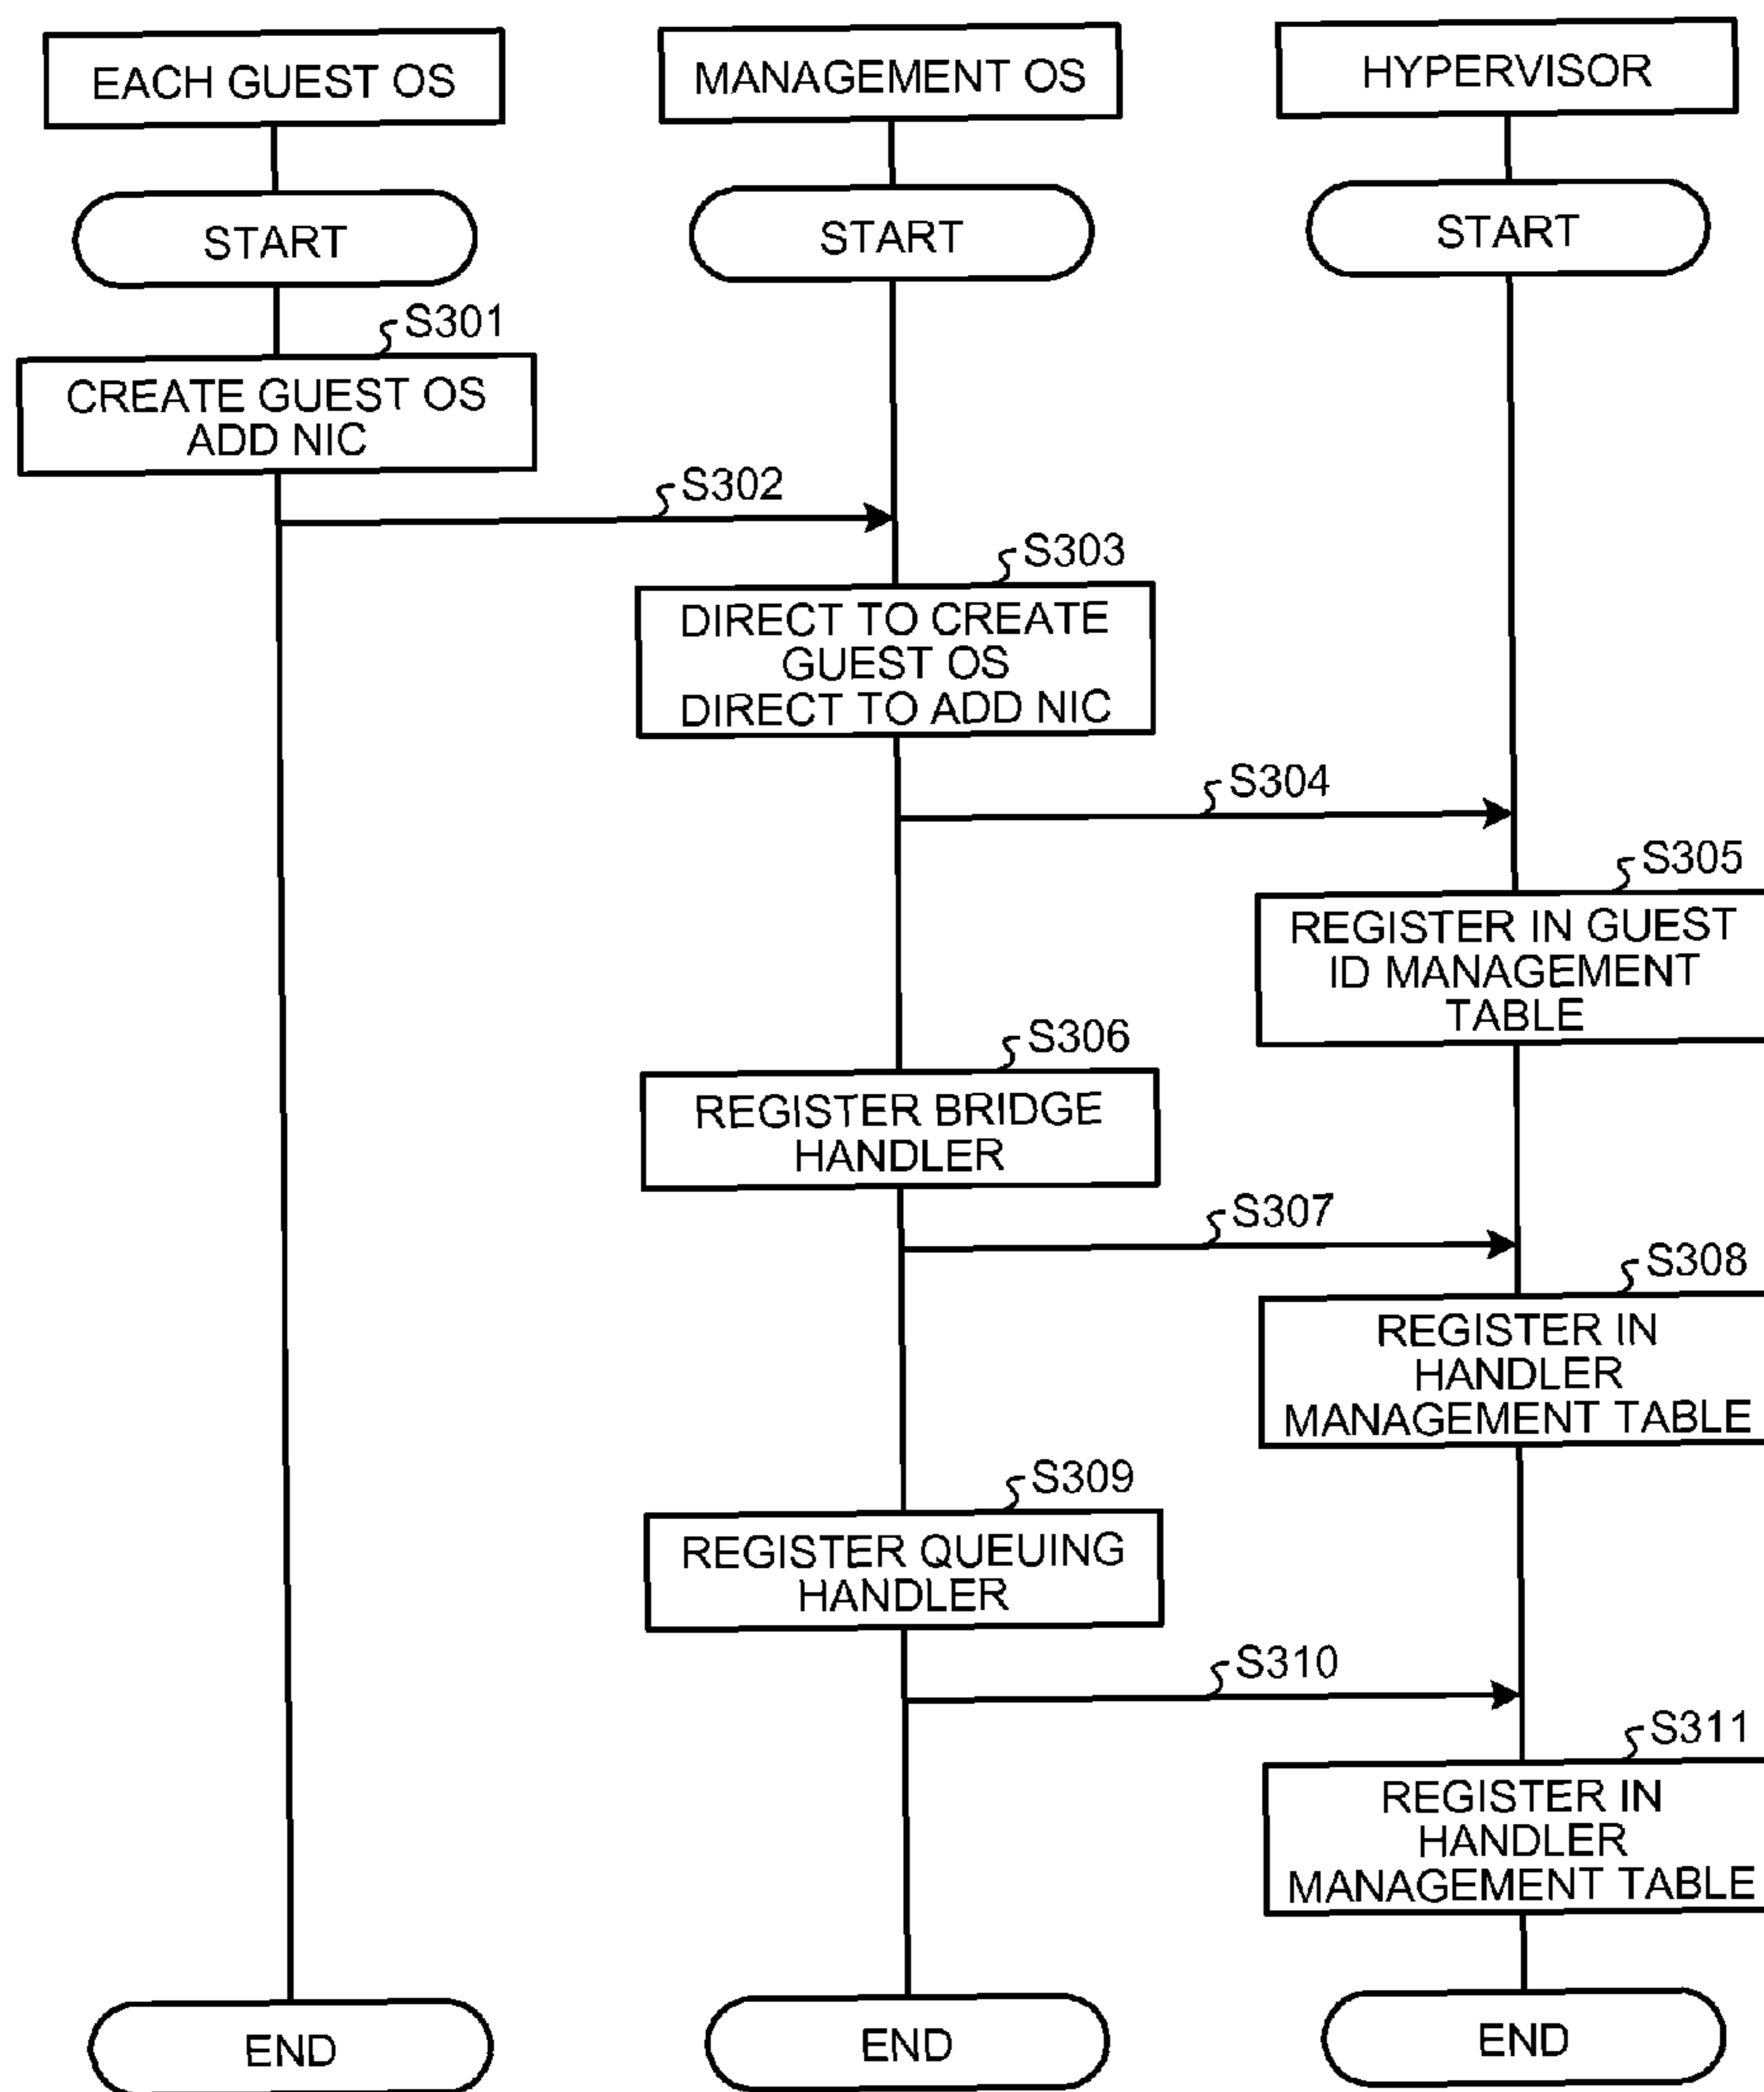 EACH GUEST OS
MANAGEMENT OS
HYPERVISOR
START
START
START
S301
CREATE GUEST OS
ADD NIC
S302
S303
DIRECT TO CREATE
GUEST OS
DIRECT TO ADD NIC
S304
S305
REGISTER IN GUEST
ID MANAGEMENT
TABLE
S306
REGISTER BRIDGE
HANDLER
S307
S308
REGISTER IN
HANDLER
MANAGEMENT TABLE
S309
REGISTER QUEUING
HANDLER
S310
S311
REGISTER IN
HANDLER
MANAGEMENT TABLE
END
END
END